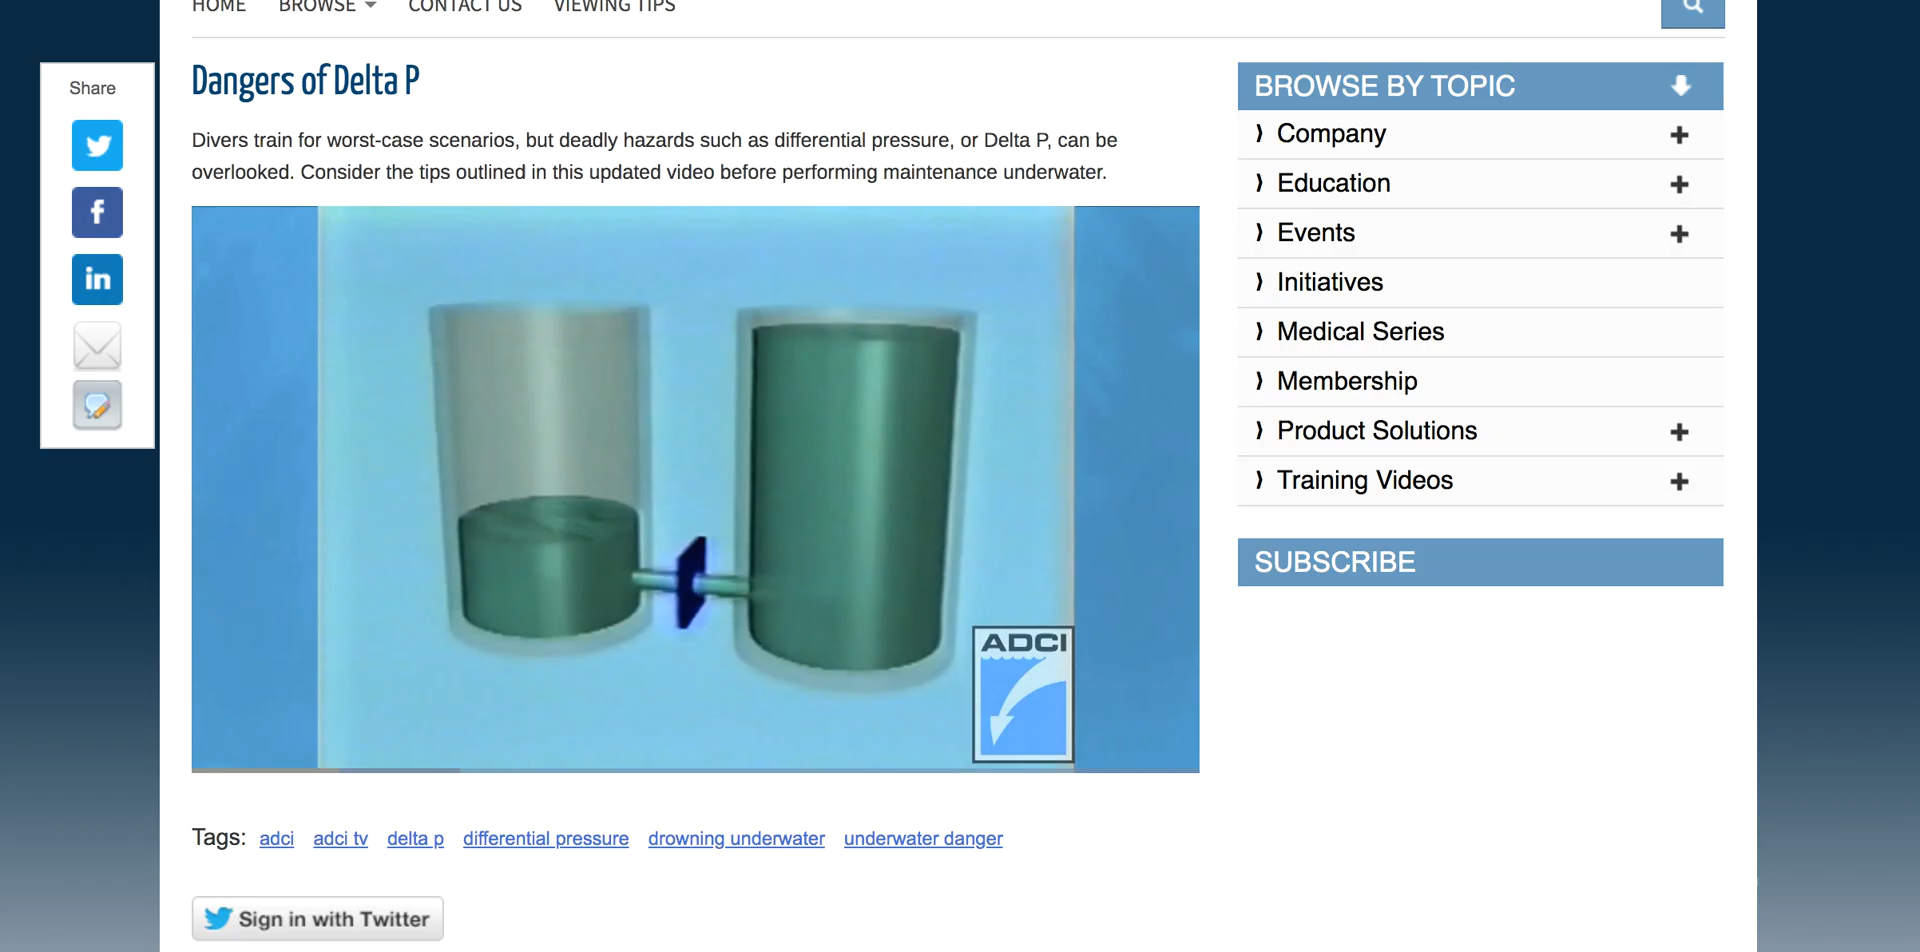 HOME BROWSE CONTACT US VIEWING TIPS
Share
Dangers of Delta P
Divers train for worst-case scenarios, but deadly hazards such as differential pressure, or Delta P, can be
overlooked. Consider the tips outlined in this updated video before performing maintenance underwater.
f
in
ADCI
Tags: adci adci tv delta p differential pressure drowning underwater underwater danger
Sign in with Twitter
BROWSE BY TOPIC
Company
Education
Events
Initiatives
Medical Series
Membership
Product Solutions
Training Videos
SUBSCRIBE